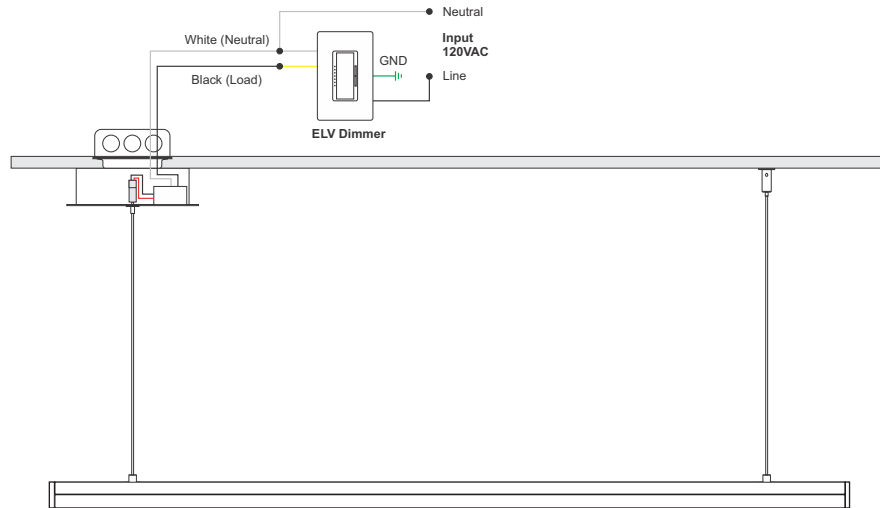 Neutral
White (Neutral)
Input
120VAC
GND
Black (Load)
Line
ELV Dimmer